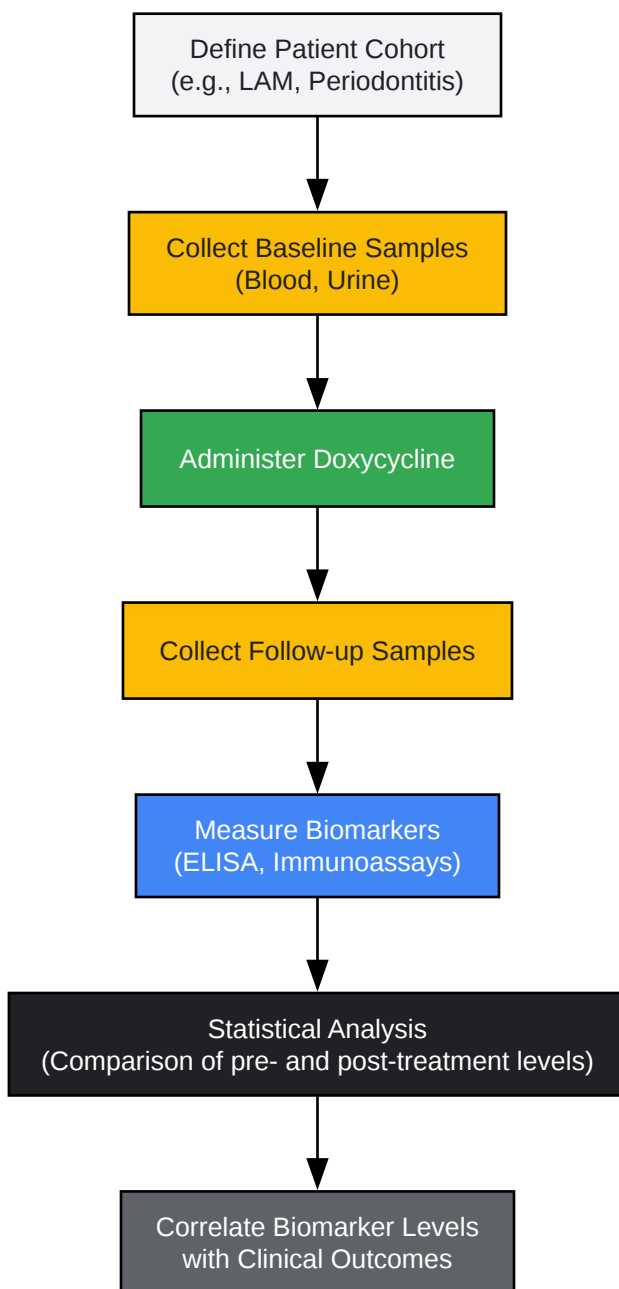 Define Patient Cohort
(e.g., LAM, Periodontitis)
Collect Baseline Samples
(Blood, Urine)
Administer Doxycycline
Collect Follow-up Samples
Measure Biomarkers
(ELISA, Immunoassays)
Statistical Analysis
(Comparison of pre- and post-treatment levels)
Correlate Biomarker Levels
with Clinical Outcomes